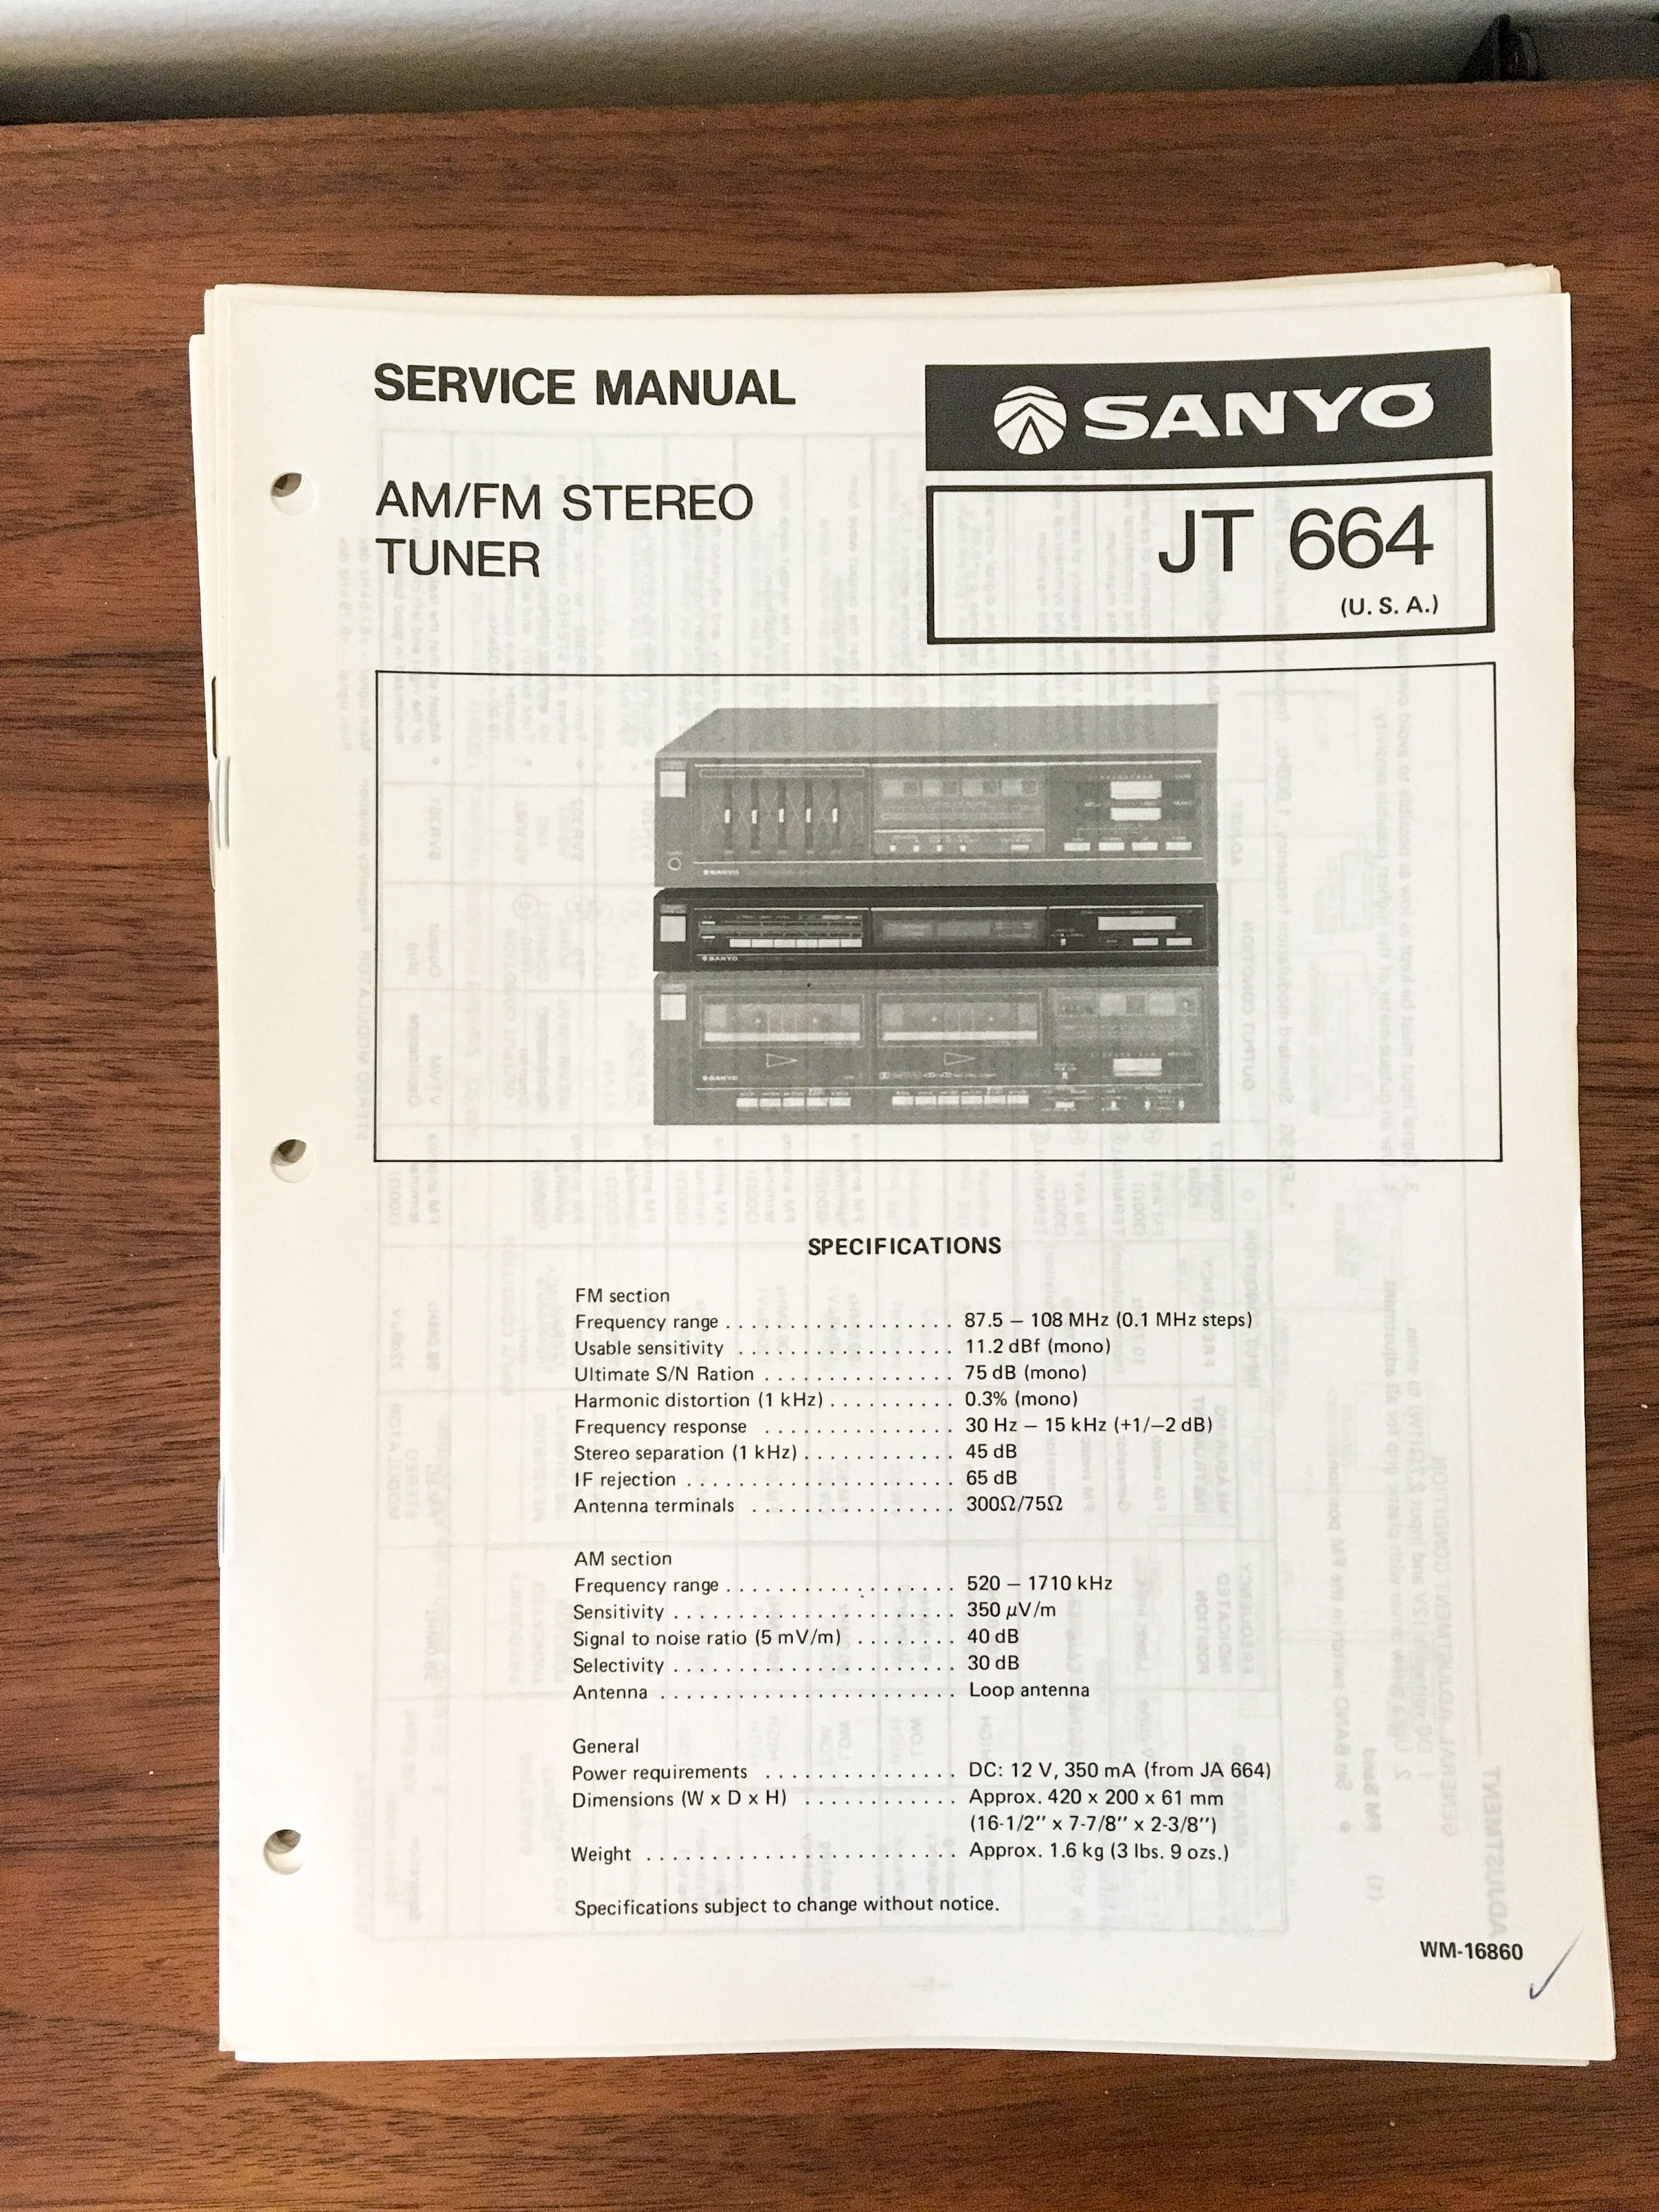 SERVICE MANUAL
SANYO
AM/FM STEREO
TUNER
JT 664
(U. S. A.)
SANYO
SANYO
SANYO
SPECIFICATIONS
FM section
Frequency range . . . . . . . . . . . . . . . . . . 87.5 – 108 MHz (0.1 MHz steps)
Usable sensitivity . . . . . . . . . . . . . . . . . 11.2 dBf (mono)
Ultimate S/N Ration . . . . . . . . . . . . . . . 75 dB (mono)
Harmonic distortion (1 kHz) . . . . . . . . . . 0.3% (mono)
Frequency response . . . . . . . . . . . . . . . 30 Hz – 15 kHz (+1/–2 dB)
Stereo separation (1 kHz) . . . . . . . . . . . . 45 dB
IF rejection . . . . . . . . . . . . . . . . . . . . . 65 dB
Antenna terminals . . . . . . . . . . . . . . . . 300Ω/75Ω
AM section
Frequency range . . . . . . . . . . . . . . . . . . 520 – 1710 kHz
Sensitivity . . . . . . . . . . . . . . . . . . . . . . 350 µV/m
Signal to noise ratio (5 mV/m) . . . . . . . . 40 dB
Selectivity . . . . . . . . . . . . . . . . . . . . . . 30 dB
Antenna . . . . . . . . . . . . . . . . . . . . . . . Loop antenna
General
Power requirements . . . . . . . . . . . . . . . DC: 12 V, 350 mA (from JA 664)
Dimensions (W x D x H) . . . . . . . . . . . . Approx. 420 x 200 x 61 mm
(16-1/2″ x 7-7/8″ x 2-3/8″)
Weight . . . . . . . . . . . . . . . . . . . . . . . . Approx. 1.6 kg (3 lbs. 9 ozs.)
Specifications subject to change without notice.
WM-16860